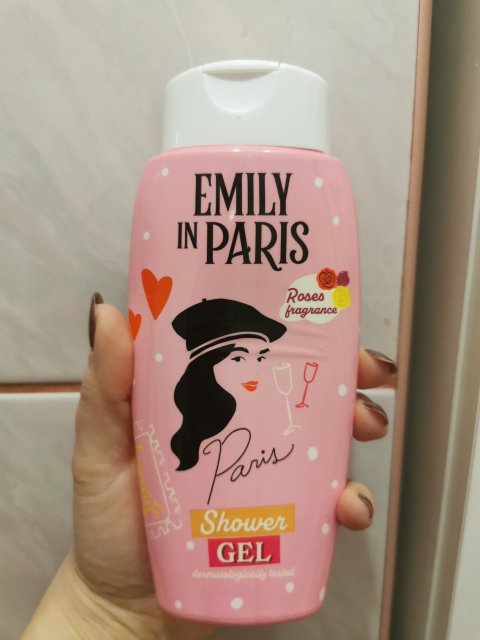 EMILY
IN PARIS
Roses
fragrance
Paris
Shower
GEL
dermatologically tested